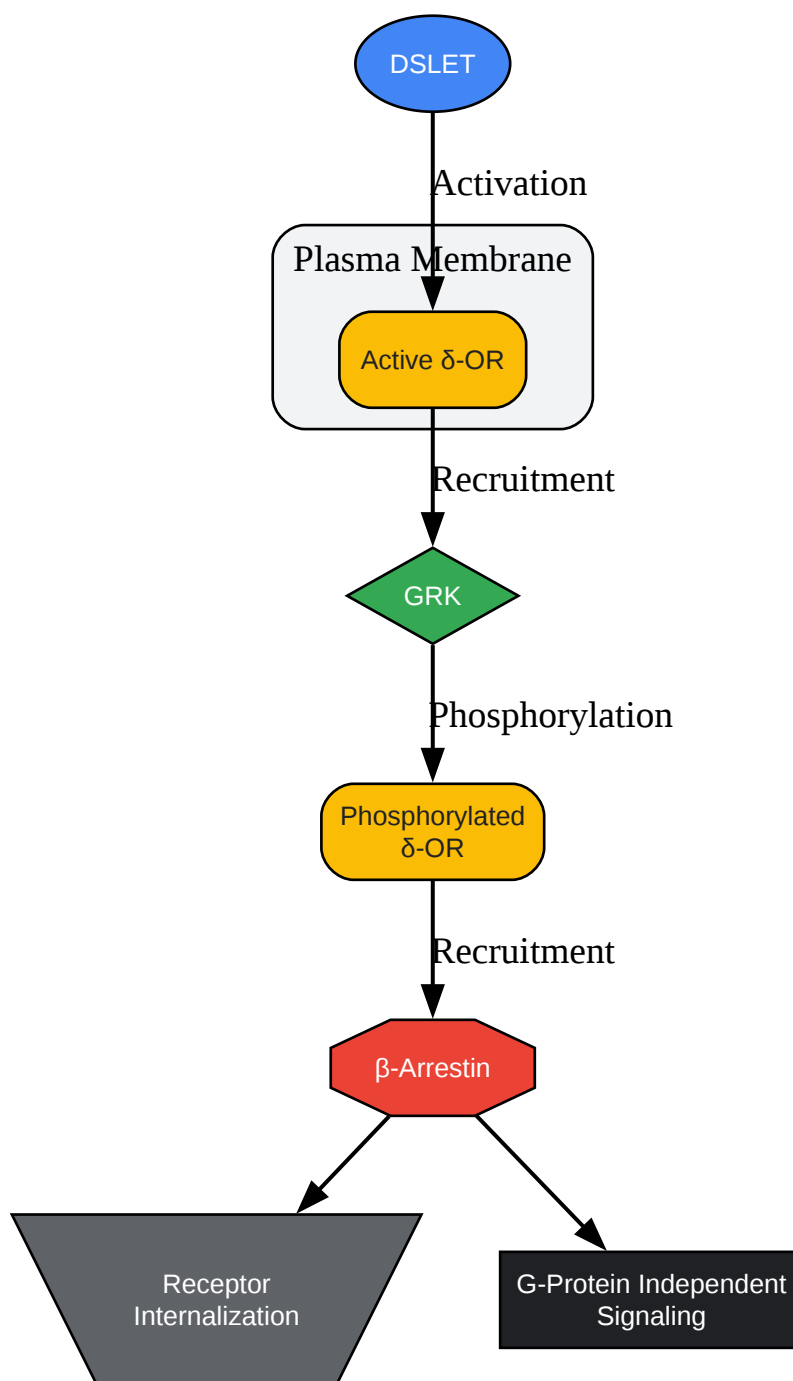 DSLET
Activation
Plasma Membrane
Active δ-OR
Recruitment
GRK
Phosphorylation
Phosphorylated
δ-OR
Recruitment
β-Arrestin
Receptor
Internalization
G-Protein Independent
Signaling